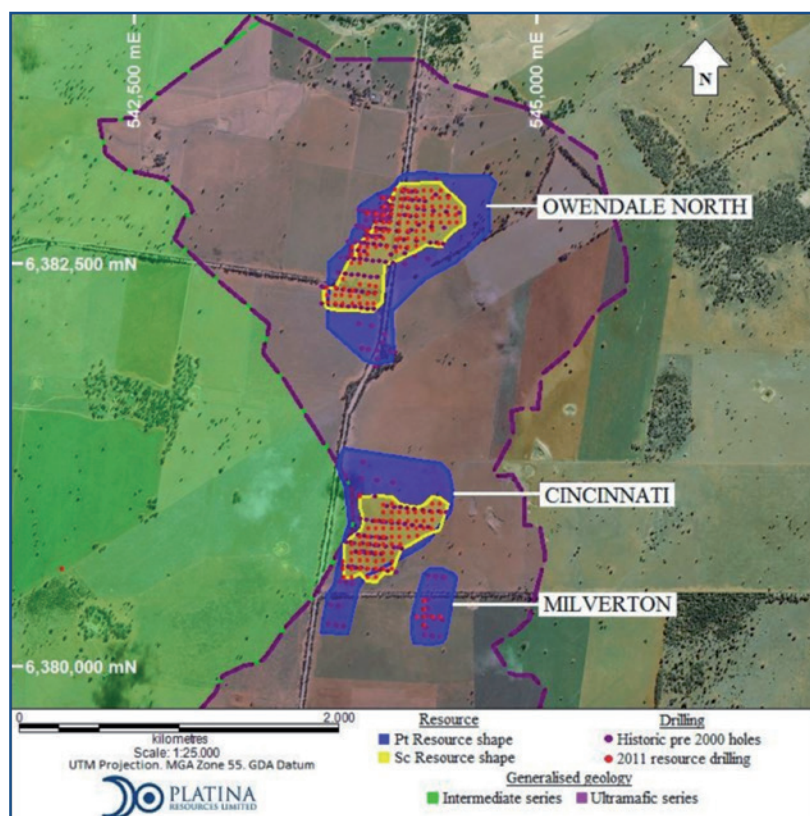 542,500 mE
545,000 mE
N
OWENDALE NORTH
6,382,500 mN
CINCINNATI
MILVERTON
6,380,000 mN
0 2,000
kilometres
Scale: 1:25,000
UTM Projection. MGA Zone 55. GDA Datum
PLATINA
RESOURCES LIMITED
Resource
Pt Resource shape
Sc Resource shape
Drilling
Historic pre 2000 holes
2011 resource drilling
Generalised geology
Intermediate series
Ultramafic series